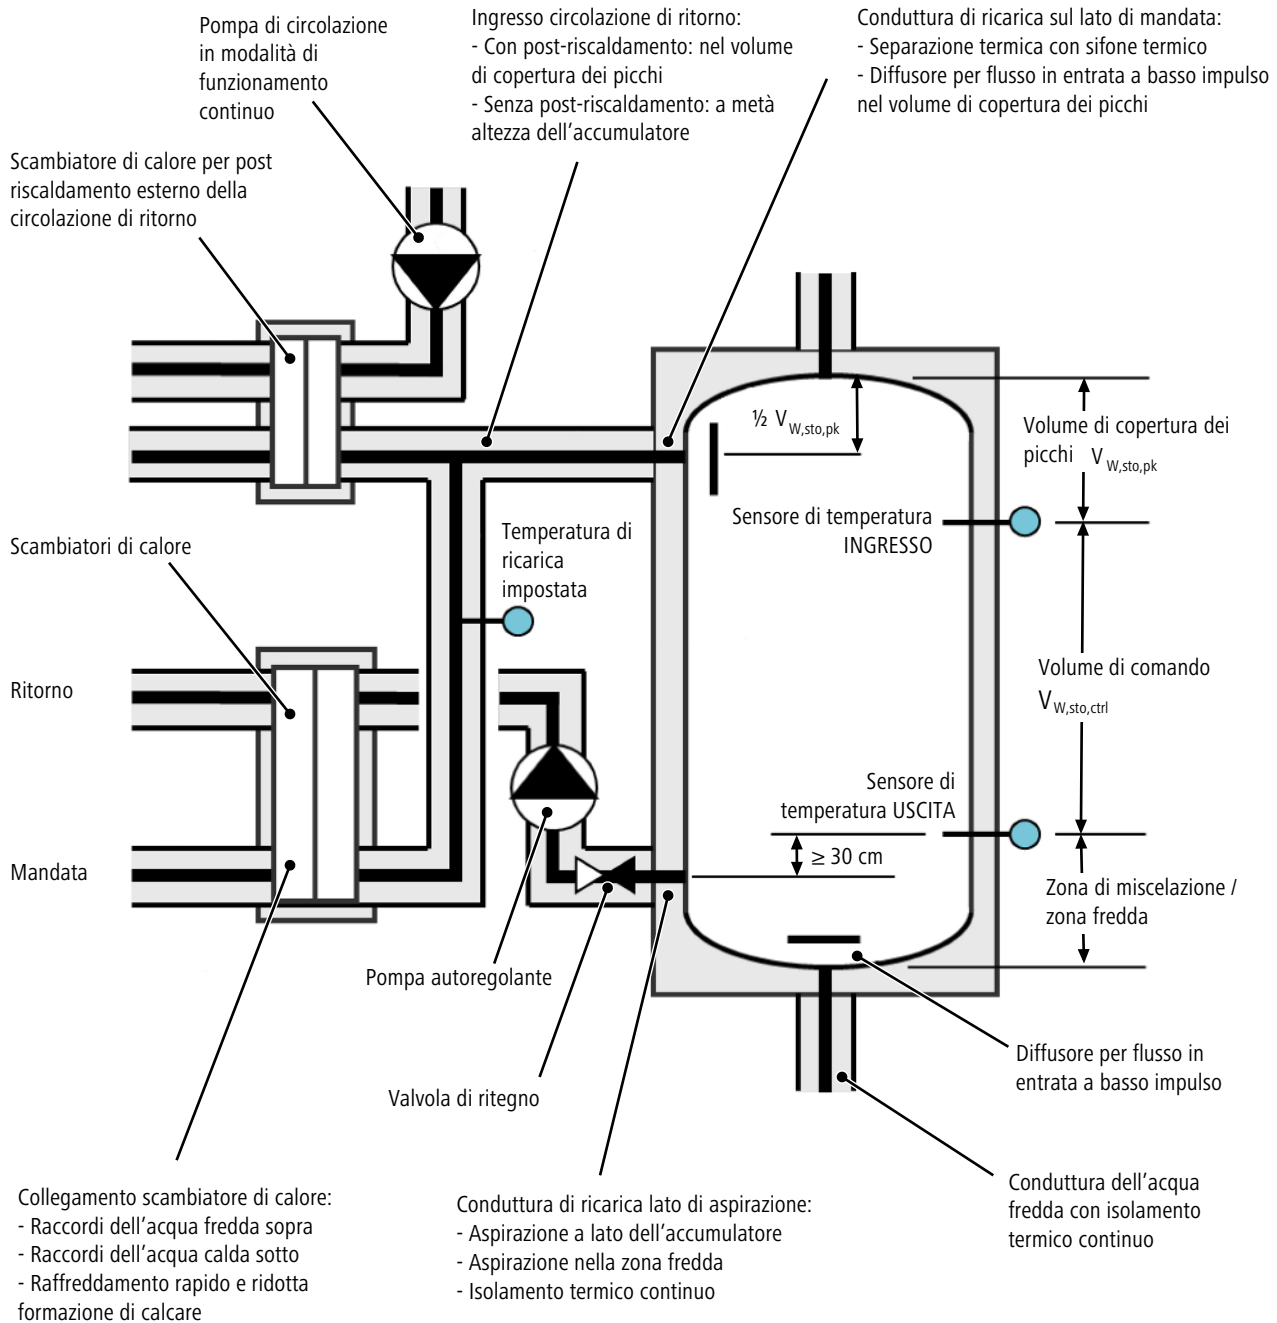 Pompa di circolazione
in modalità di
funzionamento
continuo
Ingresso circolazione di ritorno:
- Con post-riscaldamento: nel volume
di copertura dei picchi
- Senza post-riscaldamento: a metà
altezza dell'accumulatore
Conduttura di ricarica sul lato di mandata:
- Separazione termica con sifone termico
- Diffusore per flusso in entrata a basso impulso
nel volume di copertura dei picchi
Scambiatore di calore per post
riscaldamento esterno della
circolazione di ritorno
½ V W,sto,pk
Volume di copertura dei
picchi V W,sto,pk
Sensore di temperatura
INGRESSO
Scambiatori di calore
Temperatura di
ricarica
impostata
Ritorno
Volume di comando
V W,sto,ctrl
Sensore di
temperatura USCITA
≥ 30 cm
Mandata
Zona di miscelazione /
zona fredda
Pompa autoregolante
Diffusore per flusso in
entrata a basso impulso
Valvola di ritegno
Collegamento scambiatore di calore:
- Raccordi dell'acqua fredda sopra
- Raccordi dell'acqua calda sotto
- Raffreddamento rapido e ridotta
formazione di calcare
Conduttura di ricarica lato di aspirazione:
- Aspirazione a lato dell'accumulatore
- Aspirazione nella zona fredda
- Isolamento termico continuo
Conduttura dell'acqua
fredda con isolamento
termico continuo